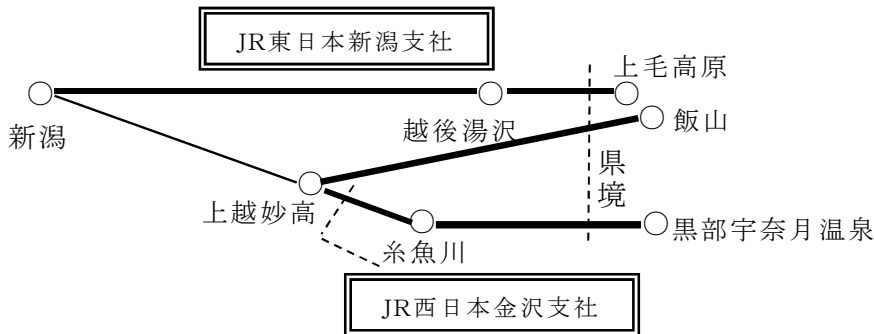 JR東日本新潟支社
上毛高原
新潟
越後湯沢
飯山
県境
上越妙高
糸魚川
黒部宇奈月温泉
JR西日本金沢支社